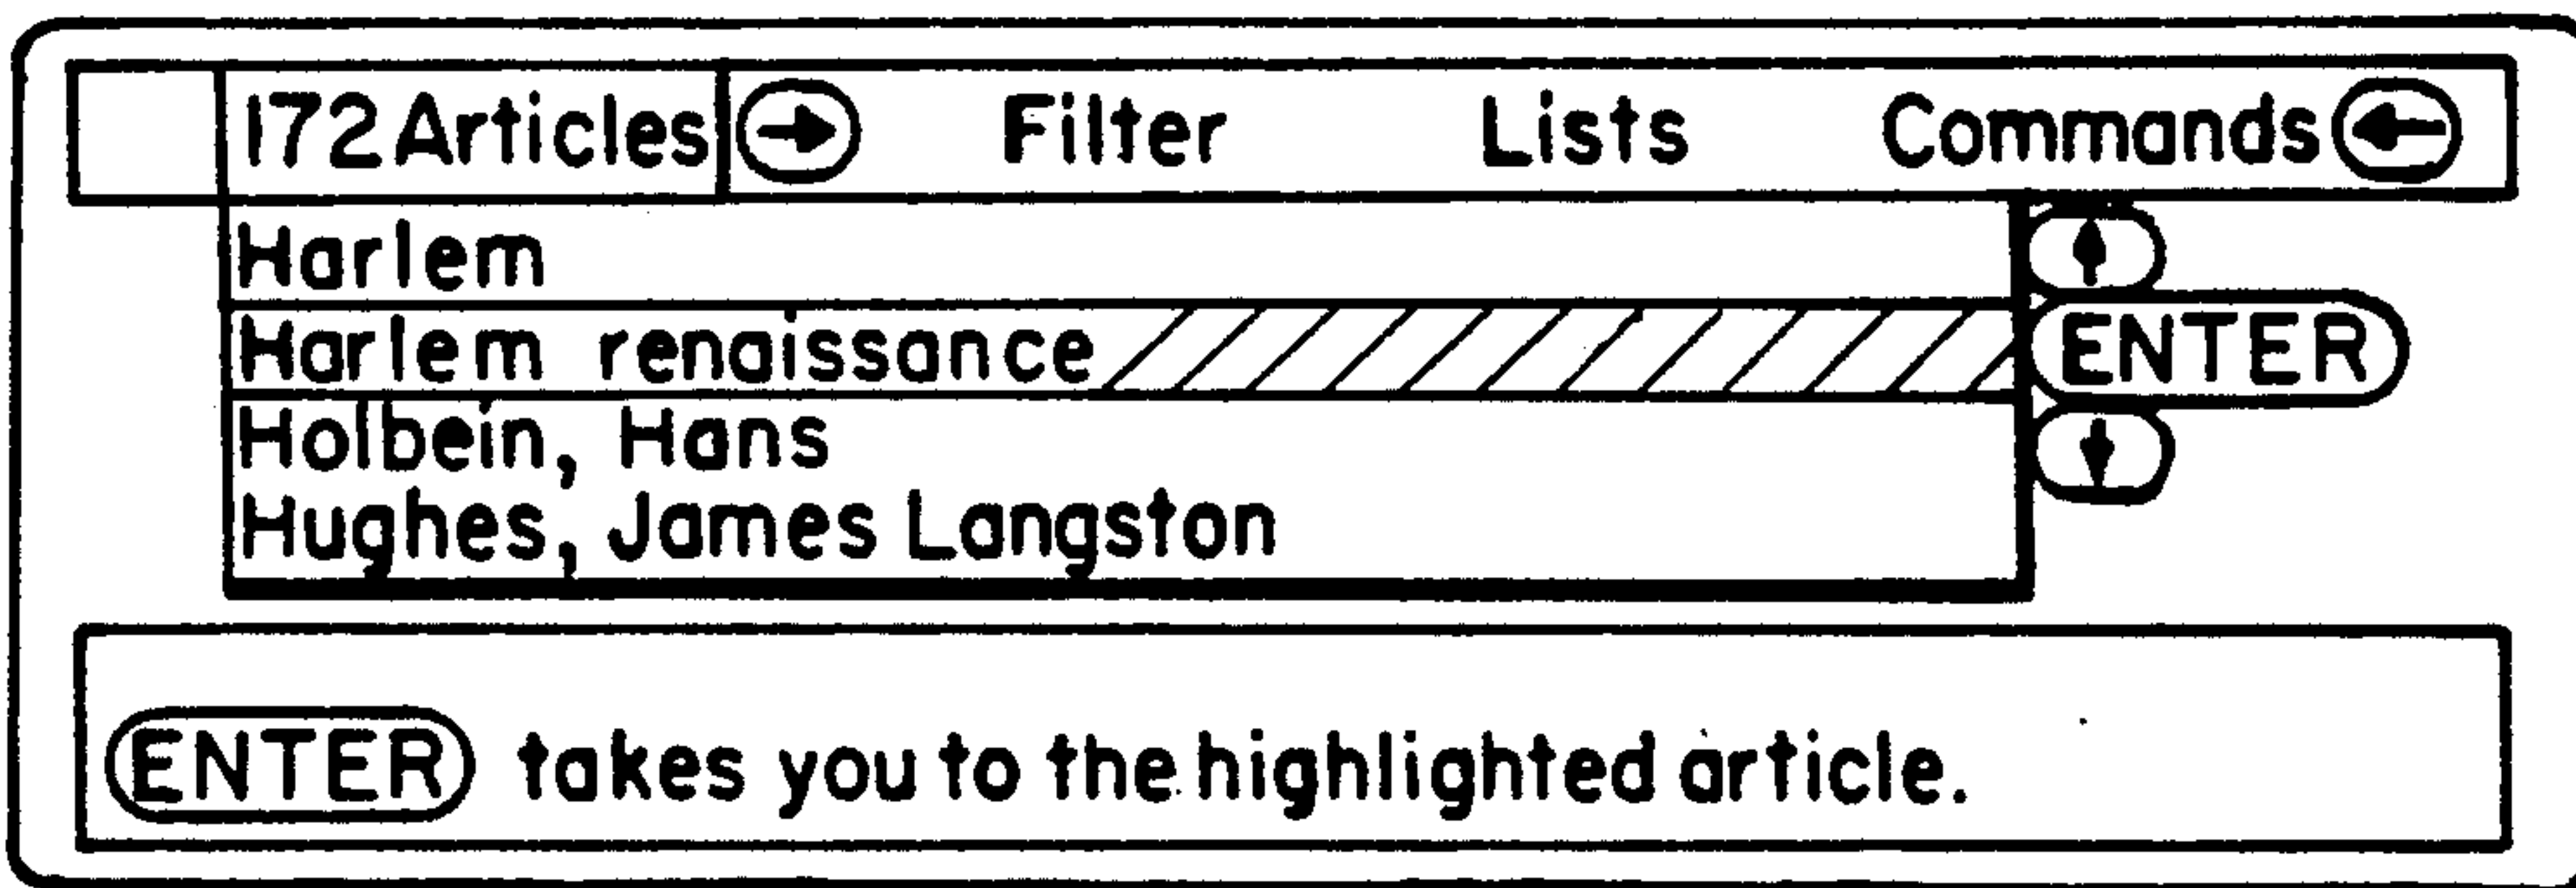 172 Articles → Filter Lists Commands ←
Harlem ↑
Harlem renaissance ENTER
Holbein, Hans ↓
Hughes, James Langston
ENTER takes you to the highlighted article.